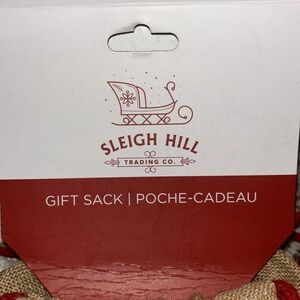 SLEIGH HILL
TRADING CO.
GIFT SACK | POCHE-CADEAU